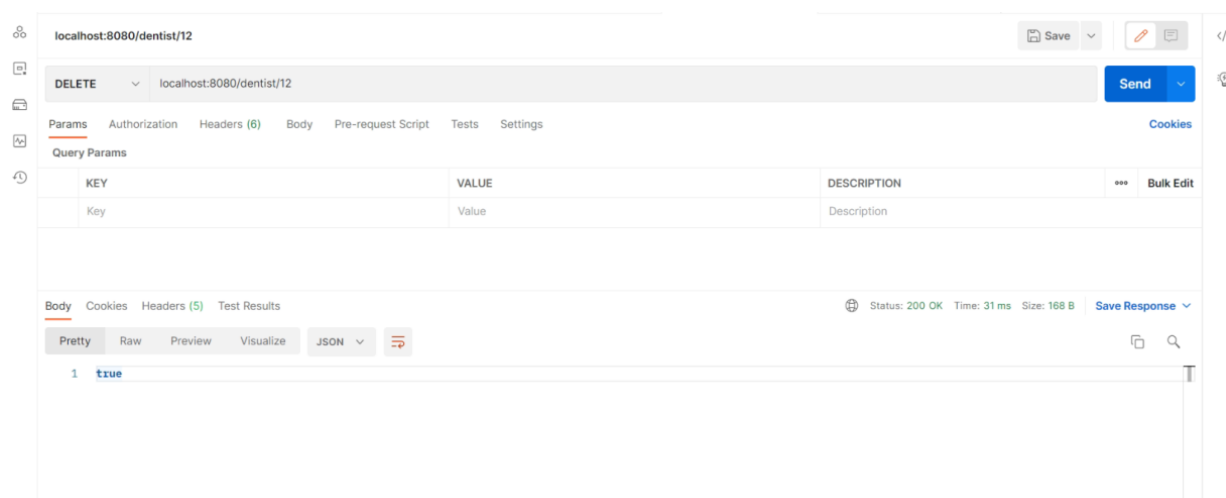 localhost:8080/dentist/12
Save
DELETE localhost:8080/dentist/12 Send
Params Authorization Headers (6) Body Pre-request Script Tests Settings Cookies
Query Params
KEY VALUE DESCRIPTION ooo Bulk Edit
Key Value Description
Body Cookies Headers (5) Test Results Status: 200 OK Time: 31 ms Size: 168 B Save Response
Pretty Raw Preview Visualize JSON
1 true